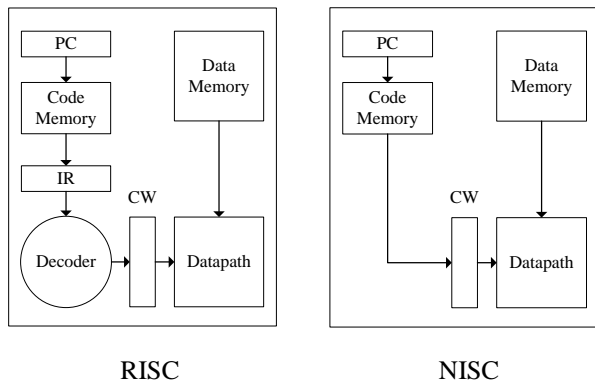 PC
Code
Memory
IR
Decoder
CW
Data
Memory
Datapath
RISC
PC
Code
Memory
CW
Data
Memory
Datapath
NISC